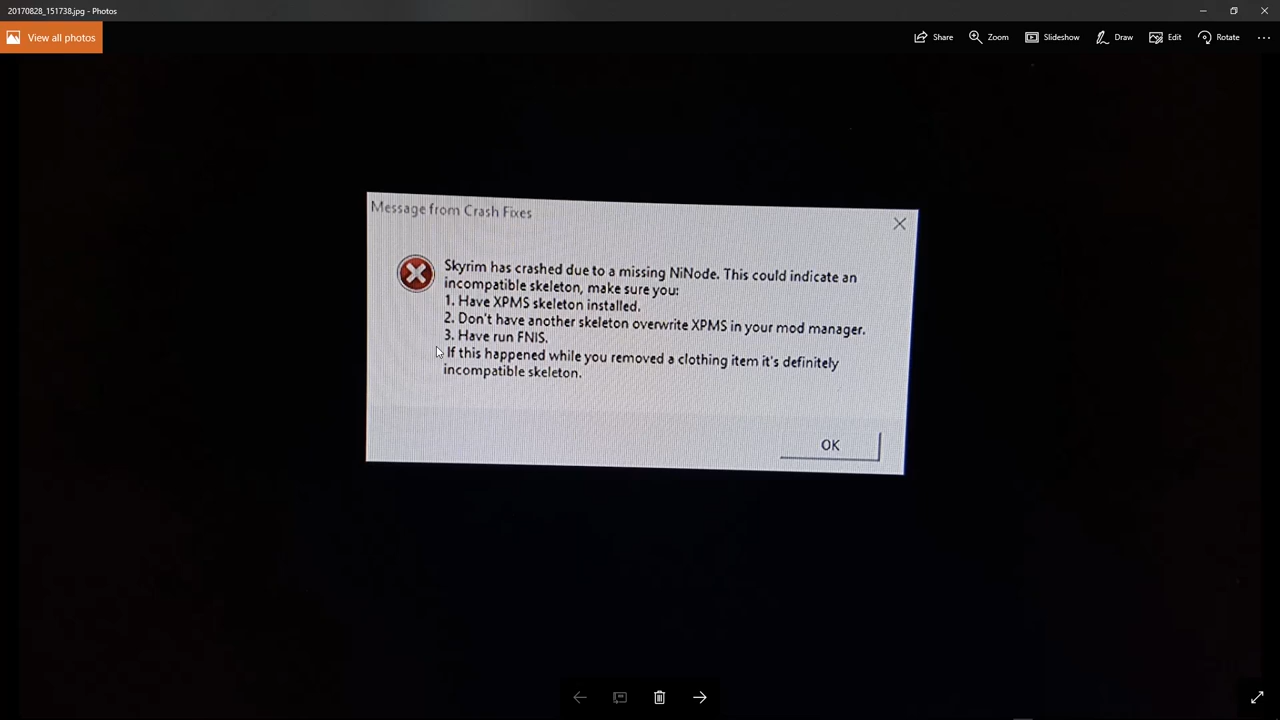 20170828_151738.jpg - Photos
View all photos
Share
Zoom
Slideshow
Draw
Edit
Rotate
Message from Crash Fixes
Skyrim has crashed due to a missing NiNode. This could indicate an
incompatible skeleton, make sure you:
1. Have XPMS skeleton installed.
2. Don't have another skeleton overwrite XPMS in your mod manager.
3. Have run FNIS.
If this happened while you removed a clothing item it's definitely
incompatible skeleton.
OK